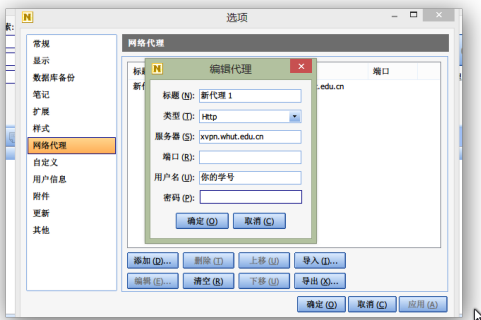 选项
常规
显示
数据库备份
笔记
扩展
样式
网络代理
自定义
用户信息
附件
更新
其他
网络代理
端口
.edu.cn
编辑代理
标题 (N): 新代理 1
类型 (T): Http
服务器 (S): xvpn.whut.edu.cn
端口 (R):
用户名 (U): 你的学号
密码 (P):
确定 (O) 取消 (C)
添加 (D)... 删除 (T) 上移 (U) 导入 (I)...
编辑 (E)... 清空 (R) 下移 (U) 导出 (X)...
确定 (O) 取消 (C) 应用 (A)